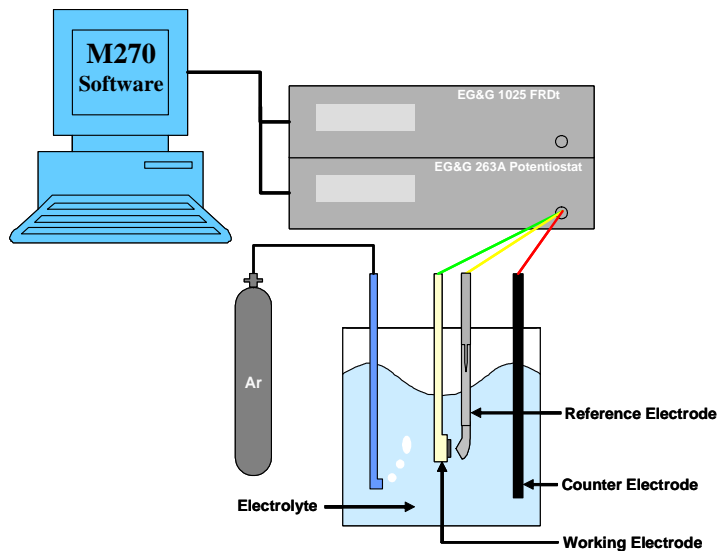 M270
Software
EG&G 1025 FRDt
EG&G 263A Potentiostat
Ar
Reference Electrode
Counter Electrode
Electrolyte
Working Electrode